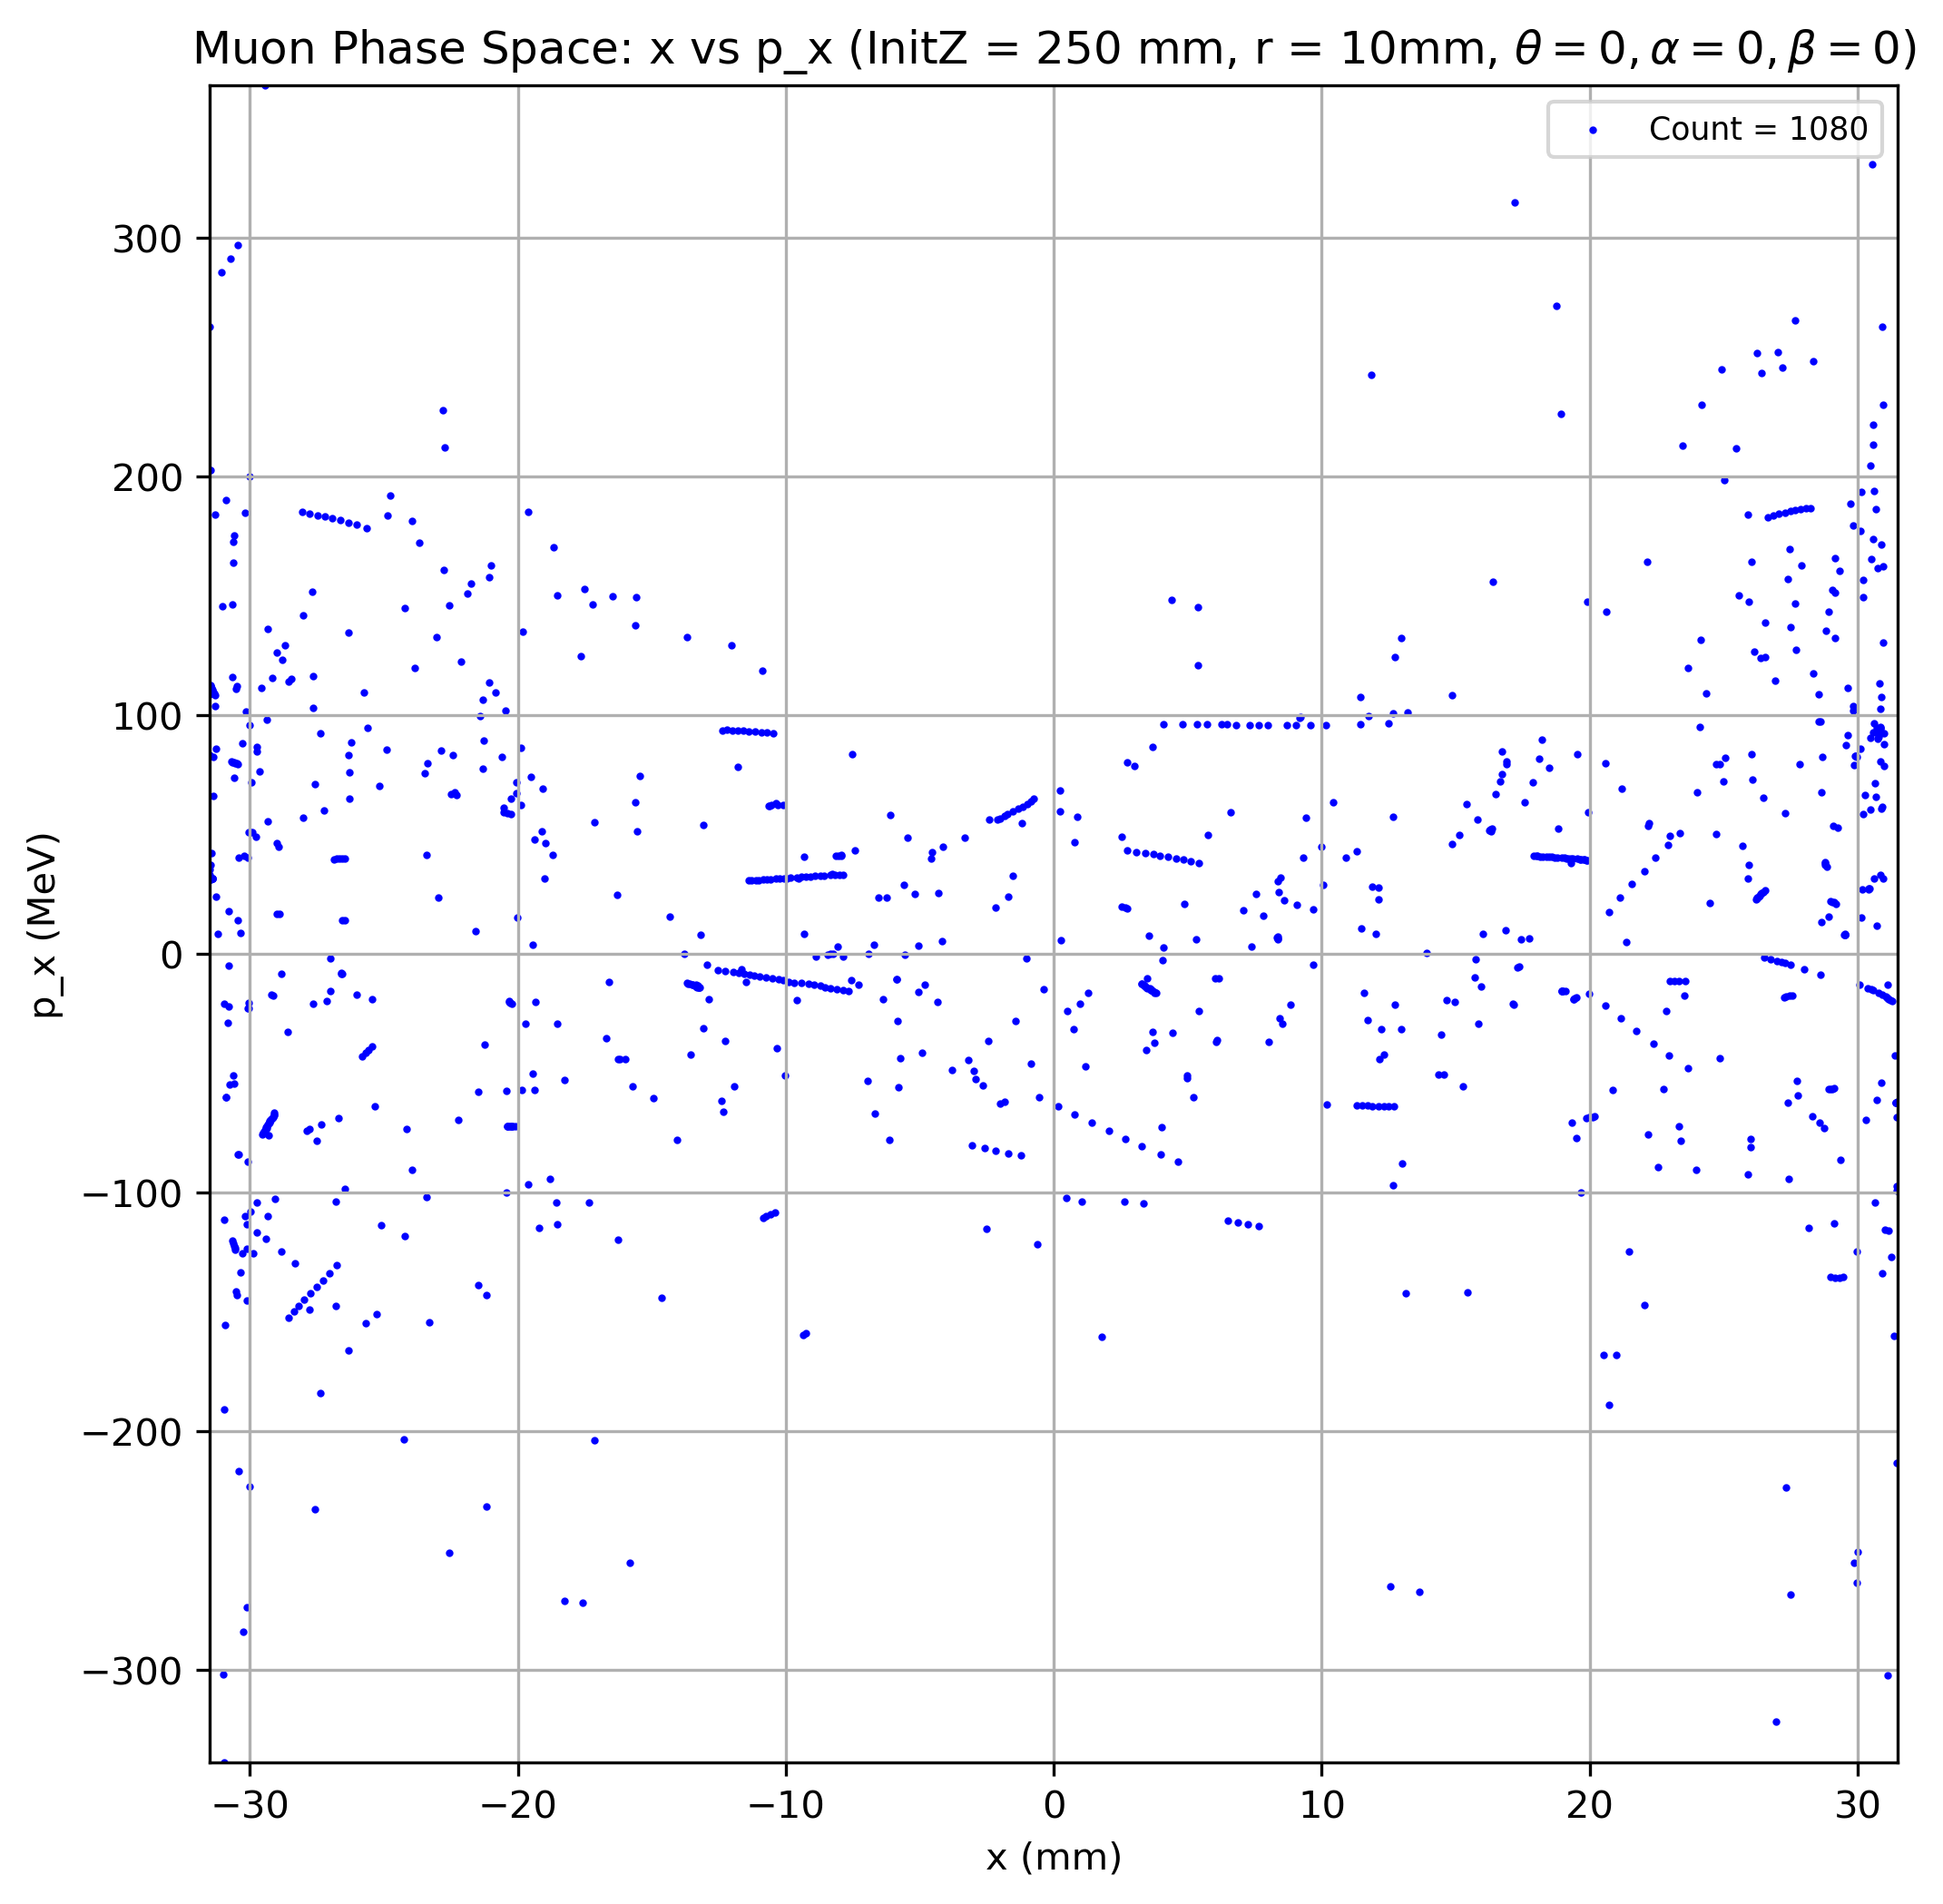 Muon Phase Space: x vs p_x (InitZ = 250 mm, r = 10mm, θ = 0, α = 0, β = 0)
Count = 1080
300
200
100
0
−100
−200
−300
p_x (MeV)
−30 −20 −10 0 10 20 30
x (mm)